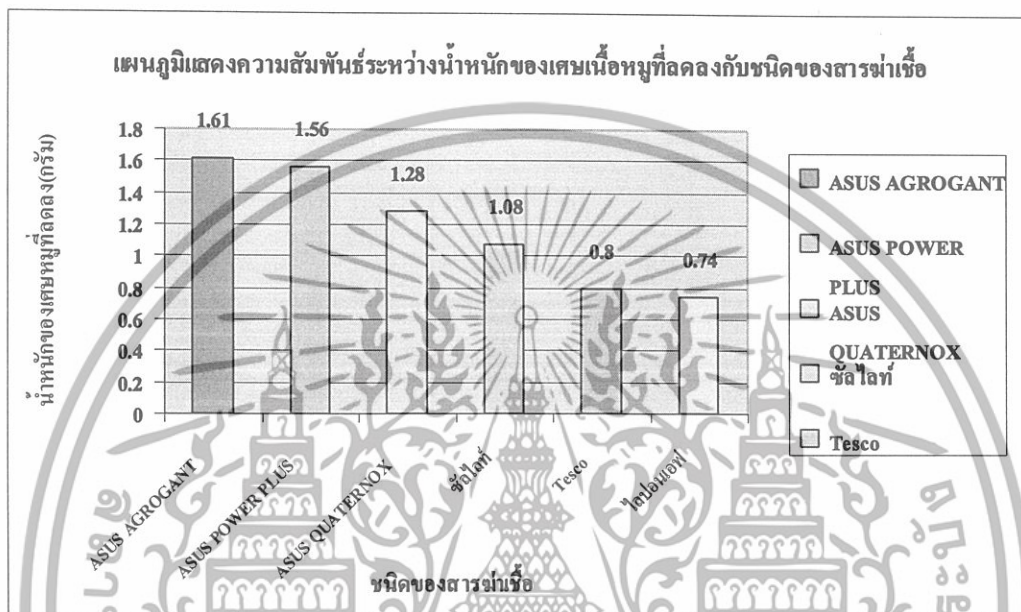 แผนภูมิแสดงความสัมพันธ์ระหว่างน้ำหนักของเศษเนื้อหมูที่ลดลงกับชนิดของสารฆ่าเชื้อ
น้ำหนักของเศษหมูที่ลดลง(กรัม)
1.8
1.6
1.4
1.2
1
0.8
0.6
0.4
0.2
0
1.61
1.56
1.28
1.08
0.8
0.74
ASUS AGROGANT
ASUS POWER PLUS
ASUS QUATERNOX
ซัลไลท์
Tesco
ไลปอนเอฟ
ชนิดของสารฆ่าเชื้อ
ASUS AGROGANT
ASUS POWER
PLUS
ASUS
QUATERNOX
ซัลไลท์
Tesco